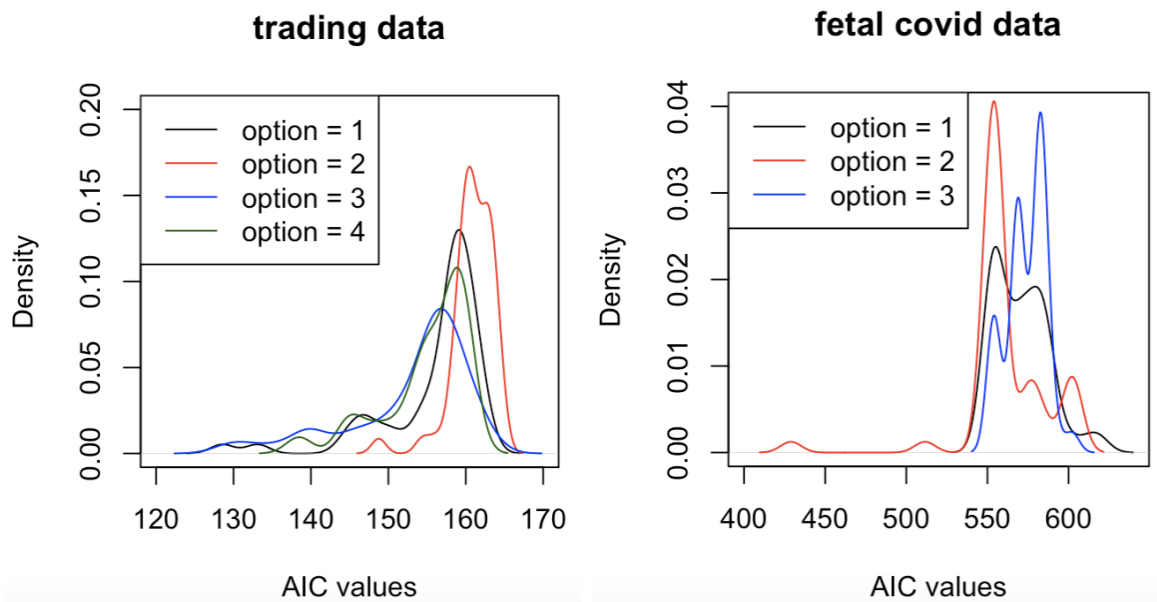 trading data
0.20
0.15
0.10
0.05
0.00
Density
option = 1
option = 2
option = 3
option = 4
120 130 140 150 160 170
AIC values
fetal covid data
0.04
0.03
0.02
0.01
0.00
Density
option = 1
option = 2
option = 3
400 450 500 550 600
AIC values